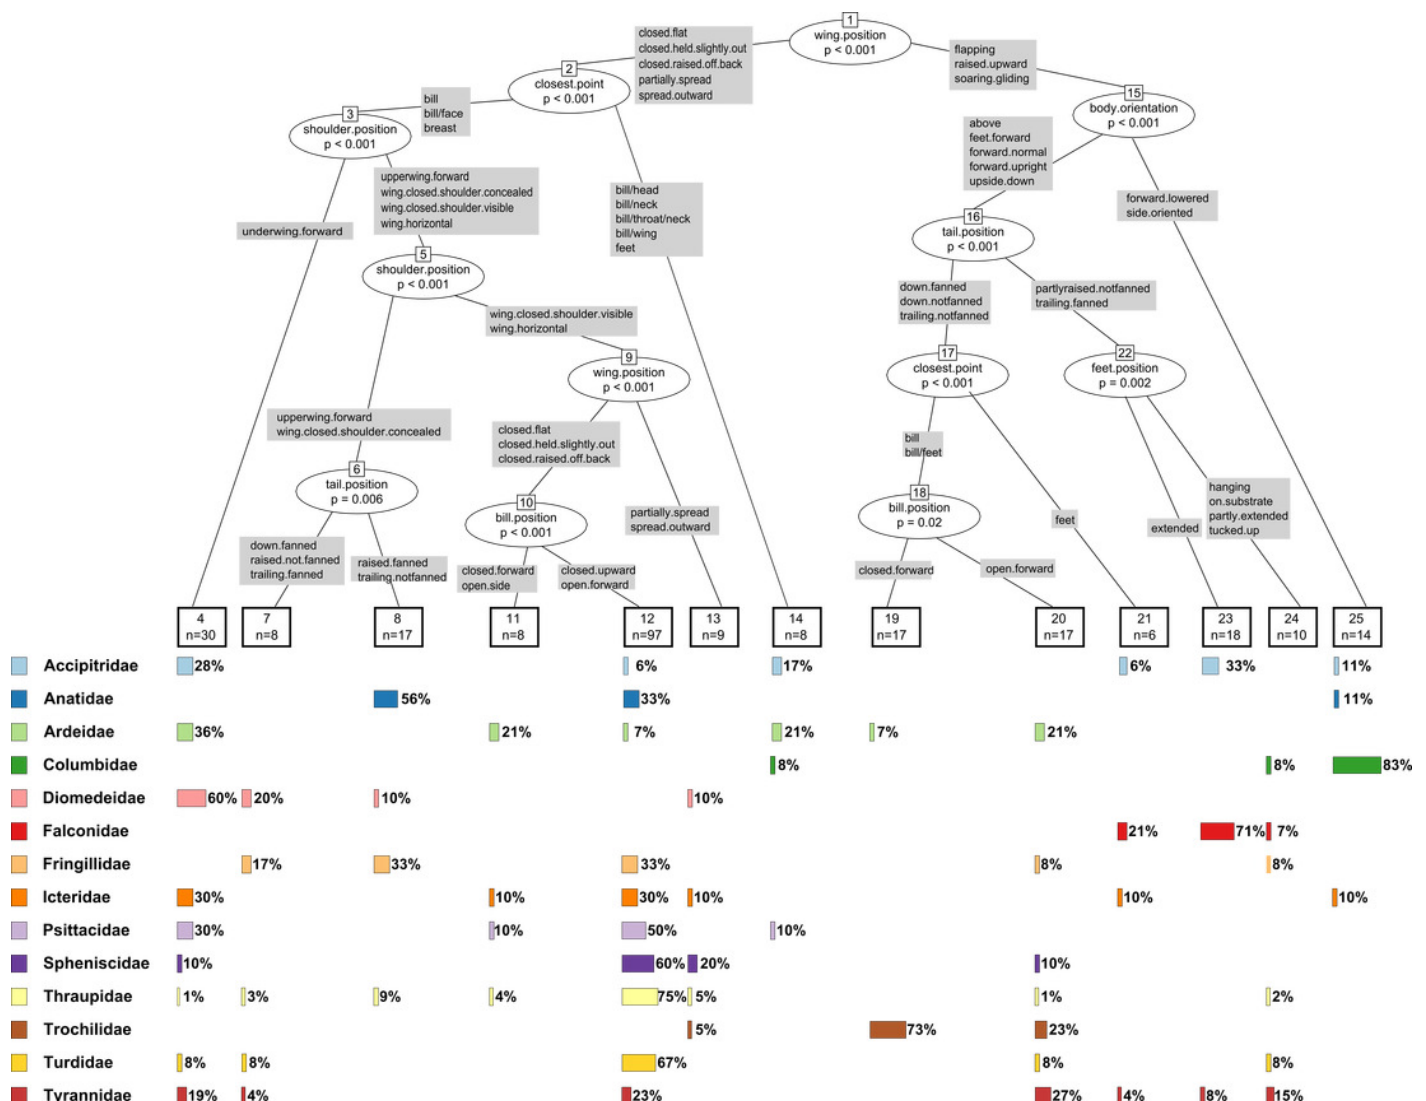 1
wing.position
p < 0.001
closed.flat
closed.held.slightly.out
closed.raised.off.back
partially.spread
spread.outward
flapping
raised.upward
soaring.gliding
2
closest.point
p < 0.001
15
body.orientation
p < 0.001
bill
bill/face
breast
3
shoulder.position
p < 0.001
above
feet.forward
forward.normal
forward.upright
upside.down
upperwing.forward
wing.closed.shoulder.concealed
wing.closed.shoulder.visible
wing.horizontal
bill/head
bill/neck
bill/throat/neck
bill/wing
feet
forward.lowered
side.oriented
underwing.forward
16
tail.position
p < 0.001
5
shoulder.position
p < 0.001
down.fanned
down.notfanned
trailing.notfanned
partlyraised.notfanned
trailing.fanned
wing.closed.shoulder.visible
wing.horizontal
9
wing.position
p < 0.001
17
closest.point
p < 0.001
22
feet.position
p = 0.002
upperwing.forward
wing.closed.shoulder.concealed
closed.flat
closed.held.slightly.out
closed.raised.off.back
bill
bill/feet
6
tail.position
p = 0.006
10
bill.position
p < 0.001
partially.spread
spread.outward
18
bill.position
p = 0.02
feet
extended
hanging
on.substrate
partly.extended
tucked.up
down.fanned
raised.not.fanned
trailing.fanned
raised.fanned
trailing.notfanned
closed.forward
open.side
closed.upward
open.forward
closed.forward
open.forward
4
n=30
7
n=8
8
n=17
11
n=8
12
n=97
13
n=9
14
n=8
19
n=17
20
n=17
21
n=6
23
n=18
24
n=10
25
n=14
Accipitridae 28% 6% 17% 6% 33% 11%
Anatidae 56% 33% 11%
Ardeidae 36% 21% 7% 21% 7% 21%
Columbidae 8% 8% 83%
Diomedeidae 60% 20% 10% 10%
Falconidae 21% 71% 7%
Fringillidae 17% 33% 33% 8% 8%
Icteridae 30% 10% 30% 10% 10% 10%
Psittacidae 30% 10% 50% 10%
Spheniscidae 10% 60% 20% 10%
Thraupidae 1% 3% 9% 4% 75% 5% 1% 2%
Trochilidae 5% 73% 23%
Turdidae 8% 8% 67% 8% 8%
Tyrannidae 19% 4% 23% 27% 4% 8% 15%